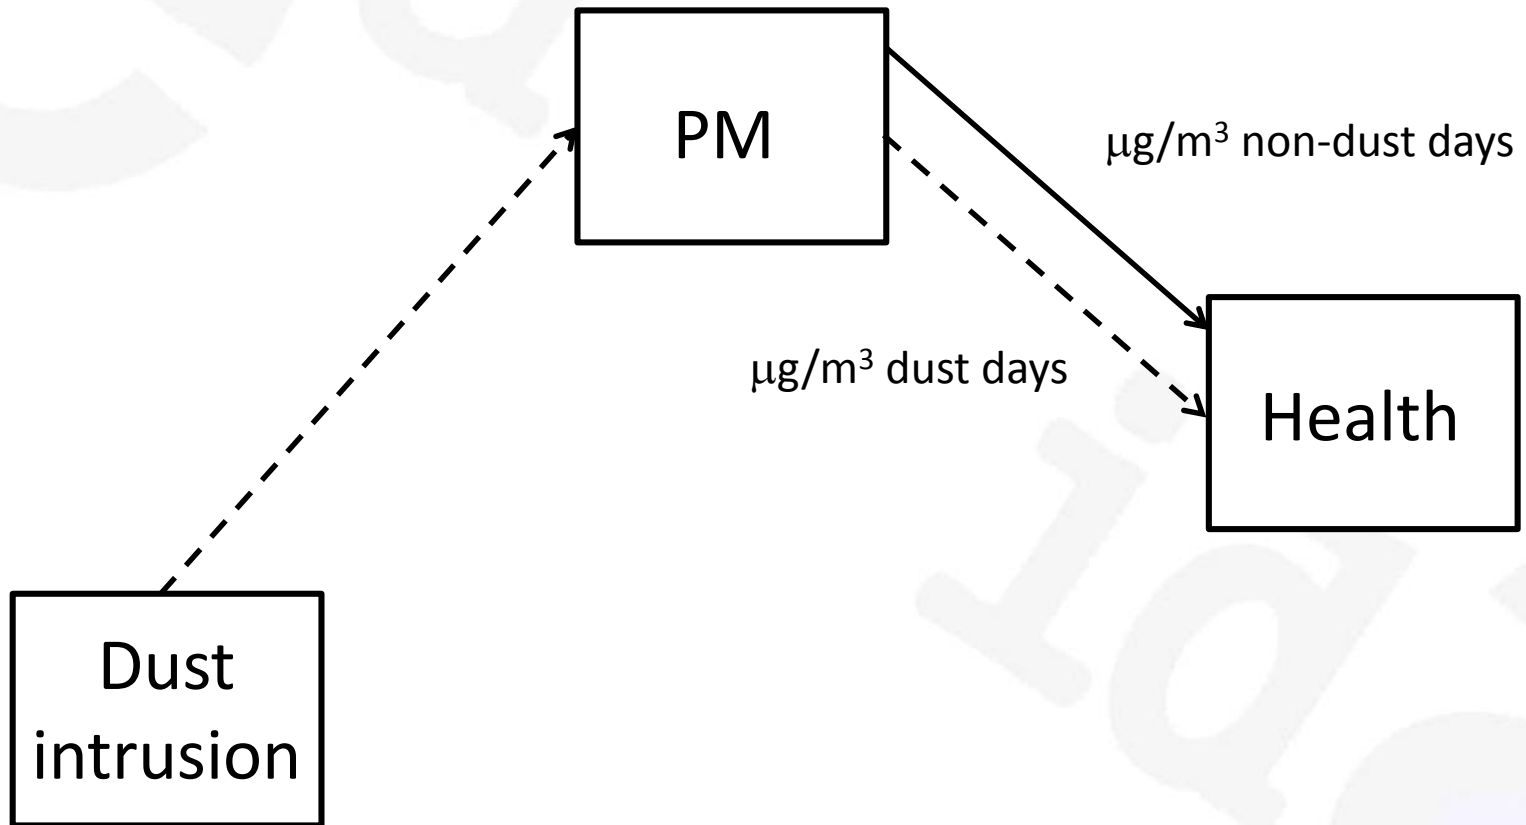 PM
μg/m³ non-dust days
μg/m³ dust days
Health
Dust
intrusion